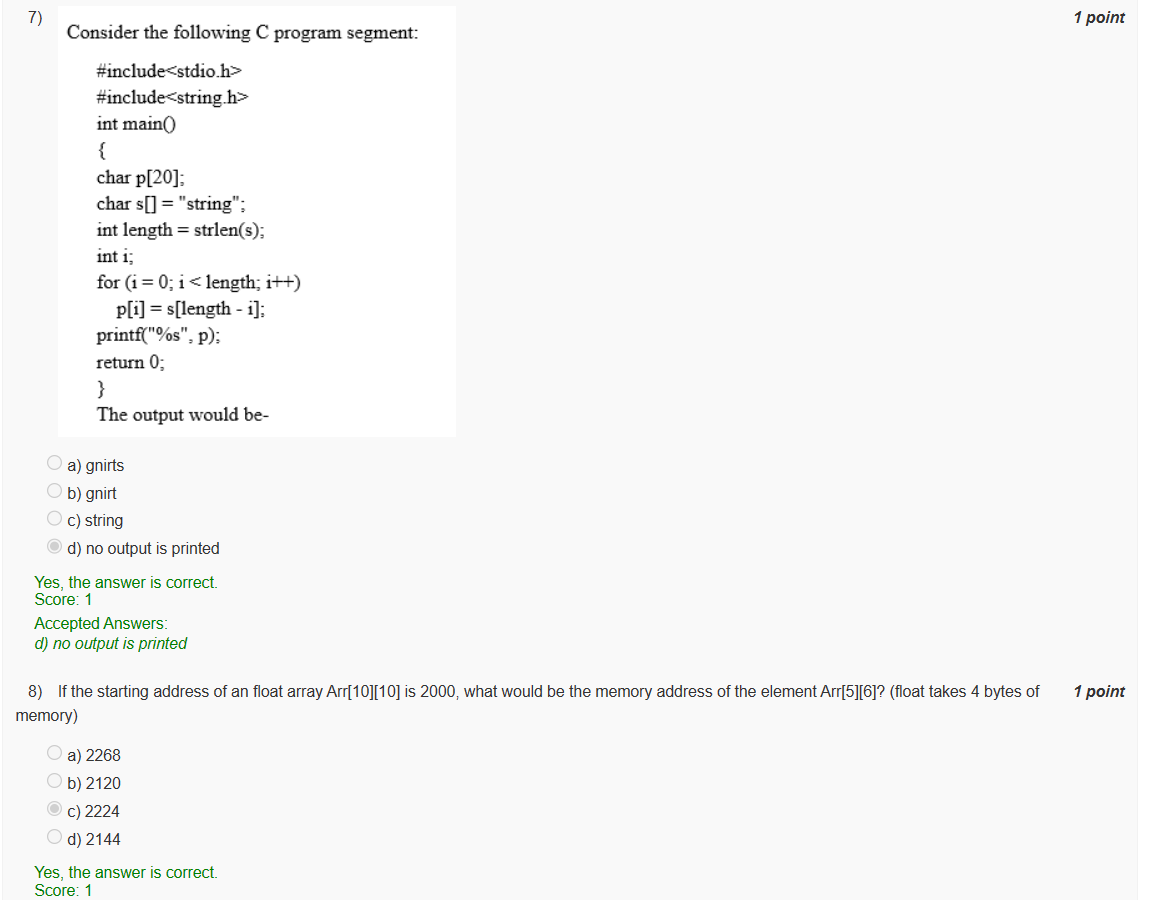 7)
1 point
Consider the following C program segment:
#include<stdio.h>
#include<string.h>
int main()
{
char p[20];
char s[] = "string";
int length = strlen(s);
int i;
for (i = 0; i < length; i++)
p[i] = s[length - i];
printf("%s", p);
return 0;
}
The output would be-
a) gnirts
b) gnirt
c) string
d) no output is printed
Yes, the answer is correct.
Score: 1
Accepted Answers:
d) no output is printed
8) If the starting address of an float array Arr[10][10] is 2000, what would be the memory address of the element Arr[5][6]? (float takes 4 bytes of 1 point
memory)
a) 2268
b) 2120
c) 2224
d) 2144
Yes, the answer is correct.
Score: 1